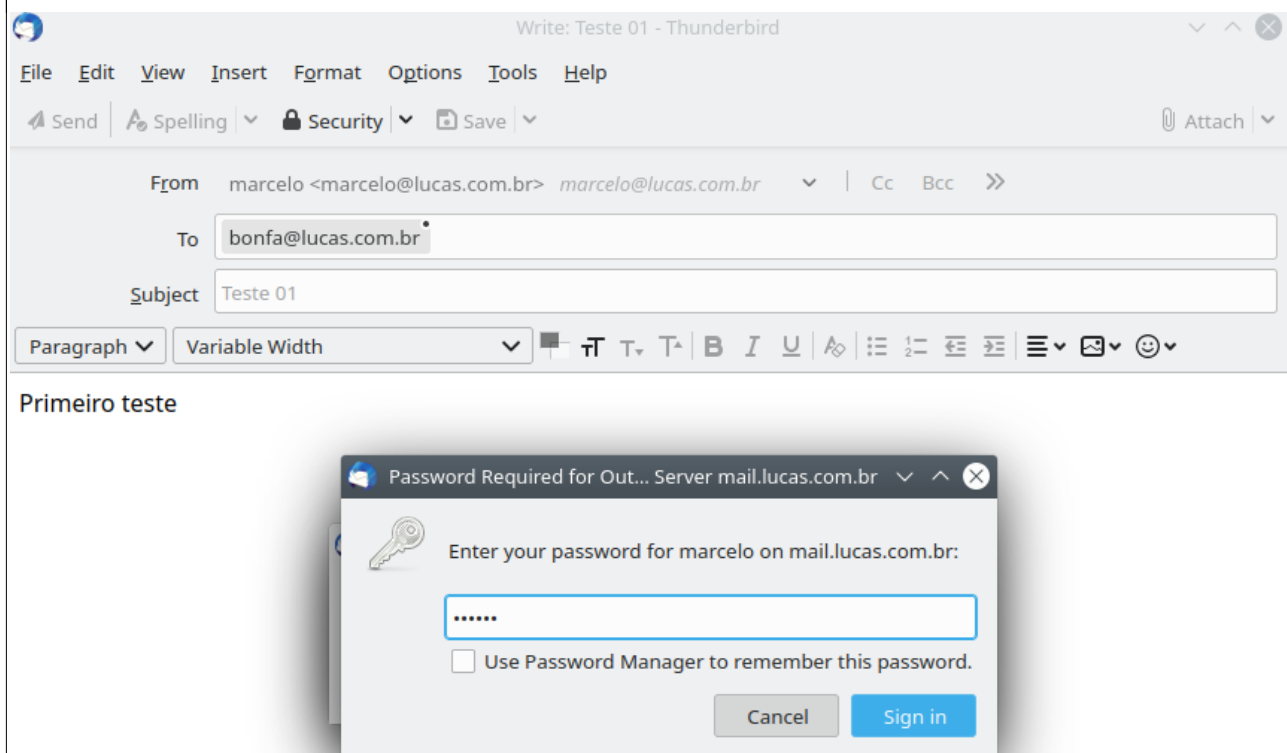 Write: Teste 01 - Thunderbird
File Edit View Insert Format Options Tools Help
Send Spelling Security Save Attach
From marcelo <marcelo@lucas.com.br> marcelo@lucas.com.br Cc Bcc
To bonfa@lucas.com.br
Subject Teste 01
Paragraph Variable Width
Primeiro teste
Password Required for Out... Server mail.lucas.com.br
Enter your password for marcelo on mail.lucas.com.br:
••••••
Use Password Manager to remember this password.
Cancel Sign in